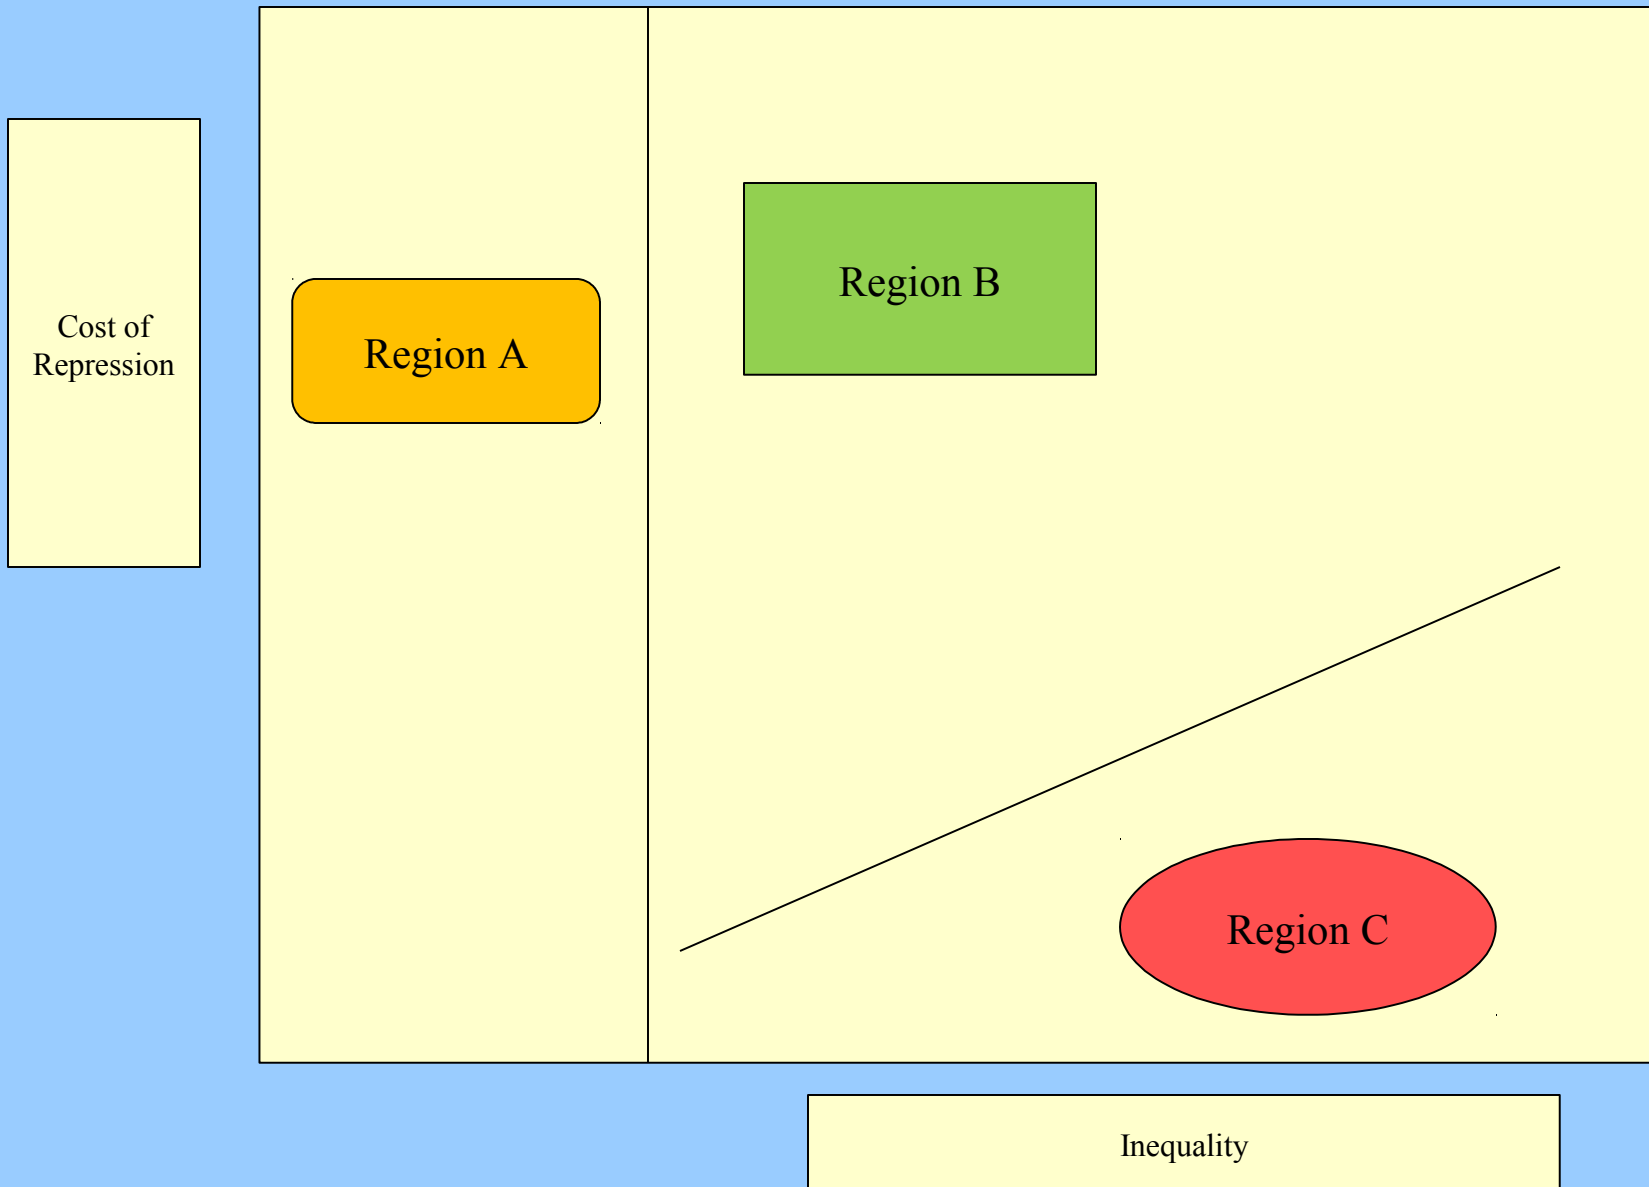 Cost of
Repression
Region A
Region B
Region C
Inequality